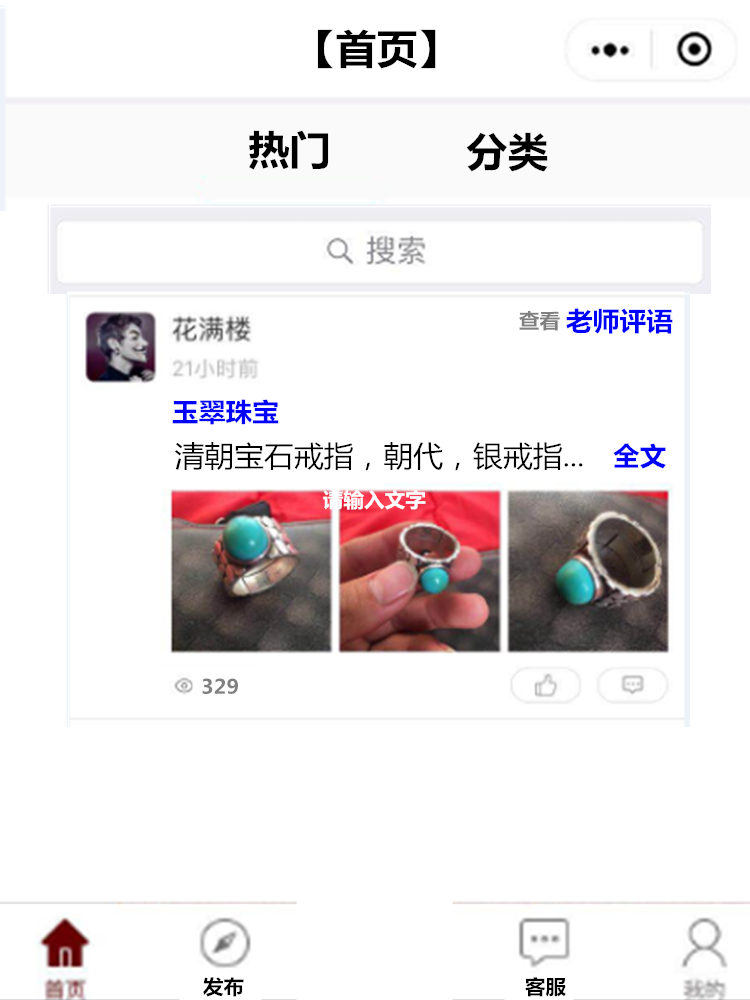 【首页】
热门 分类
搜索
花满楼 查看 老师评语
21小时前
玉翠珠宝
清朝宝石戒指，朝代，银戒指... 全文
请输入文字
329
首页 发布 客服 我的